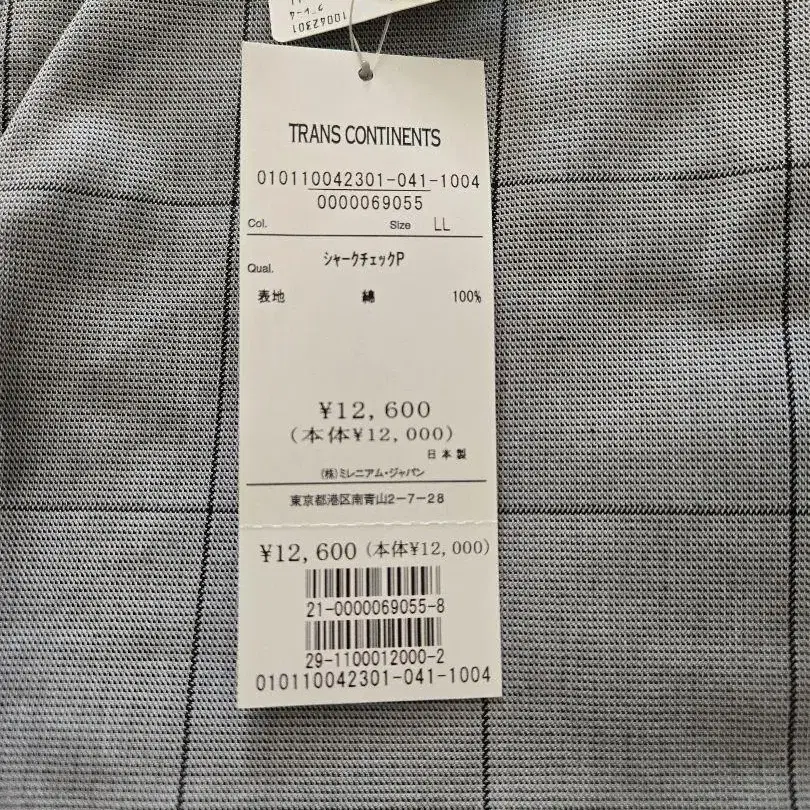 10042301
TRANS CONTINENTS
010110042301-041-1004
0000069055
Col. Size LL
Qual. シャークチェックP
表地 綿 100%
¥12,600
(本体¥12,000)
日本製
(株)ミレニアム・ジャパン
東京都港区南青山2-7-28
¥12,600 (本体¥12,000)
21-0000069055-8
29-1100012000-2
010110042301-041-1004